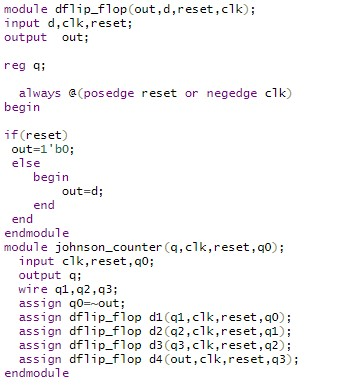 module dflip_flop(out,d,reset,clk);
input d,clk,reset;
output  out;

reg q;

  always @(posedge reset or negedge clk)
begin

if(reset)
 out=1'b0;
 else
    begin
        out=d;
    end
 end
endmodule
module johnson_counter(q,clk,reset,q0);
  input clk,reset,q0;
  output q;
  wire q1,q2,q3;
  assign q0=~out;
  assign dflip_flop d1(q1,clk,reset,q0);
  assign dflip_flop d2(q2,clk,reset,q1);
  assign dflip_flop d3(q3,clk,reset,q2);
  assign dflip_flop d4(out,clk,reset,q3);
endmodule